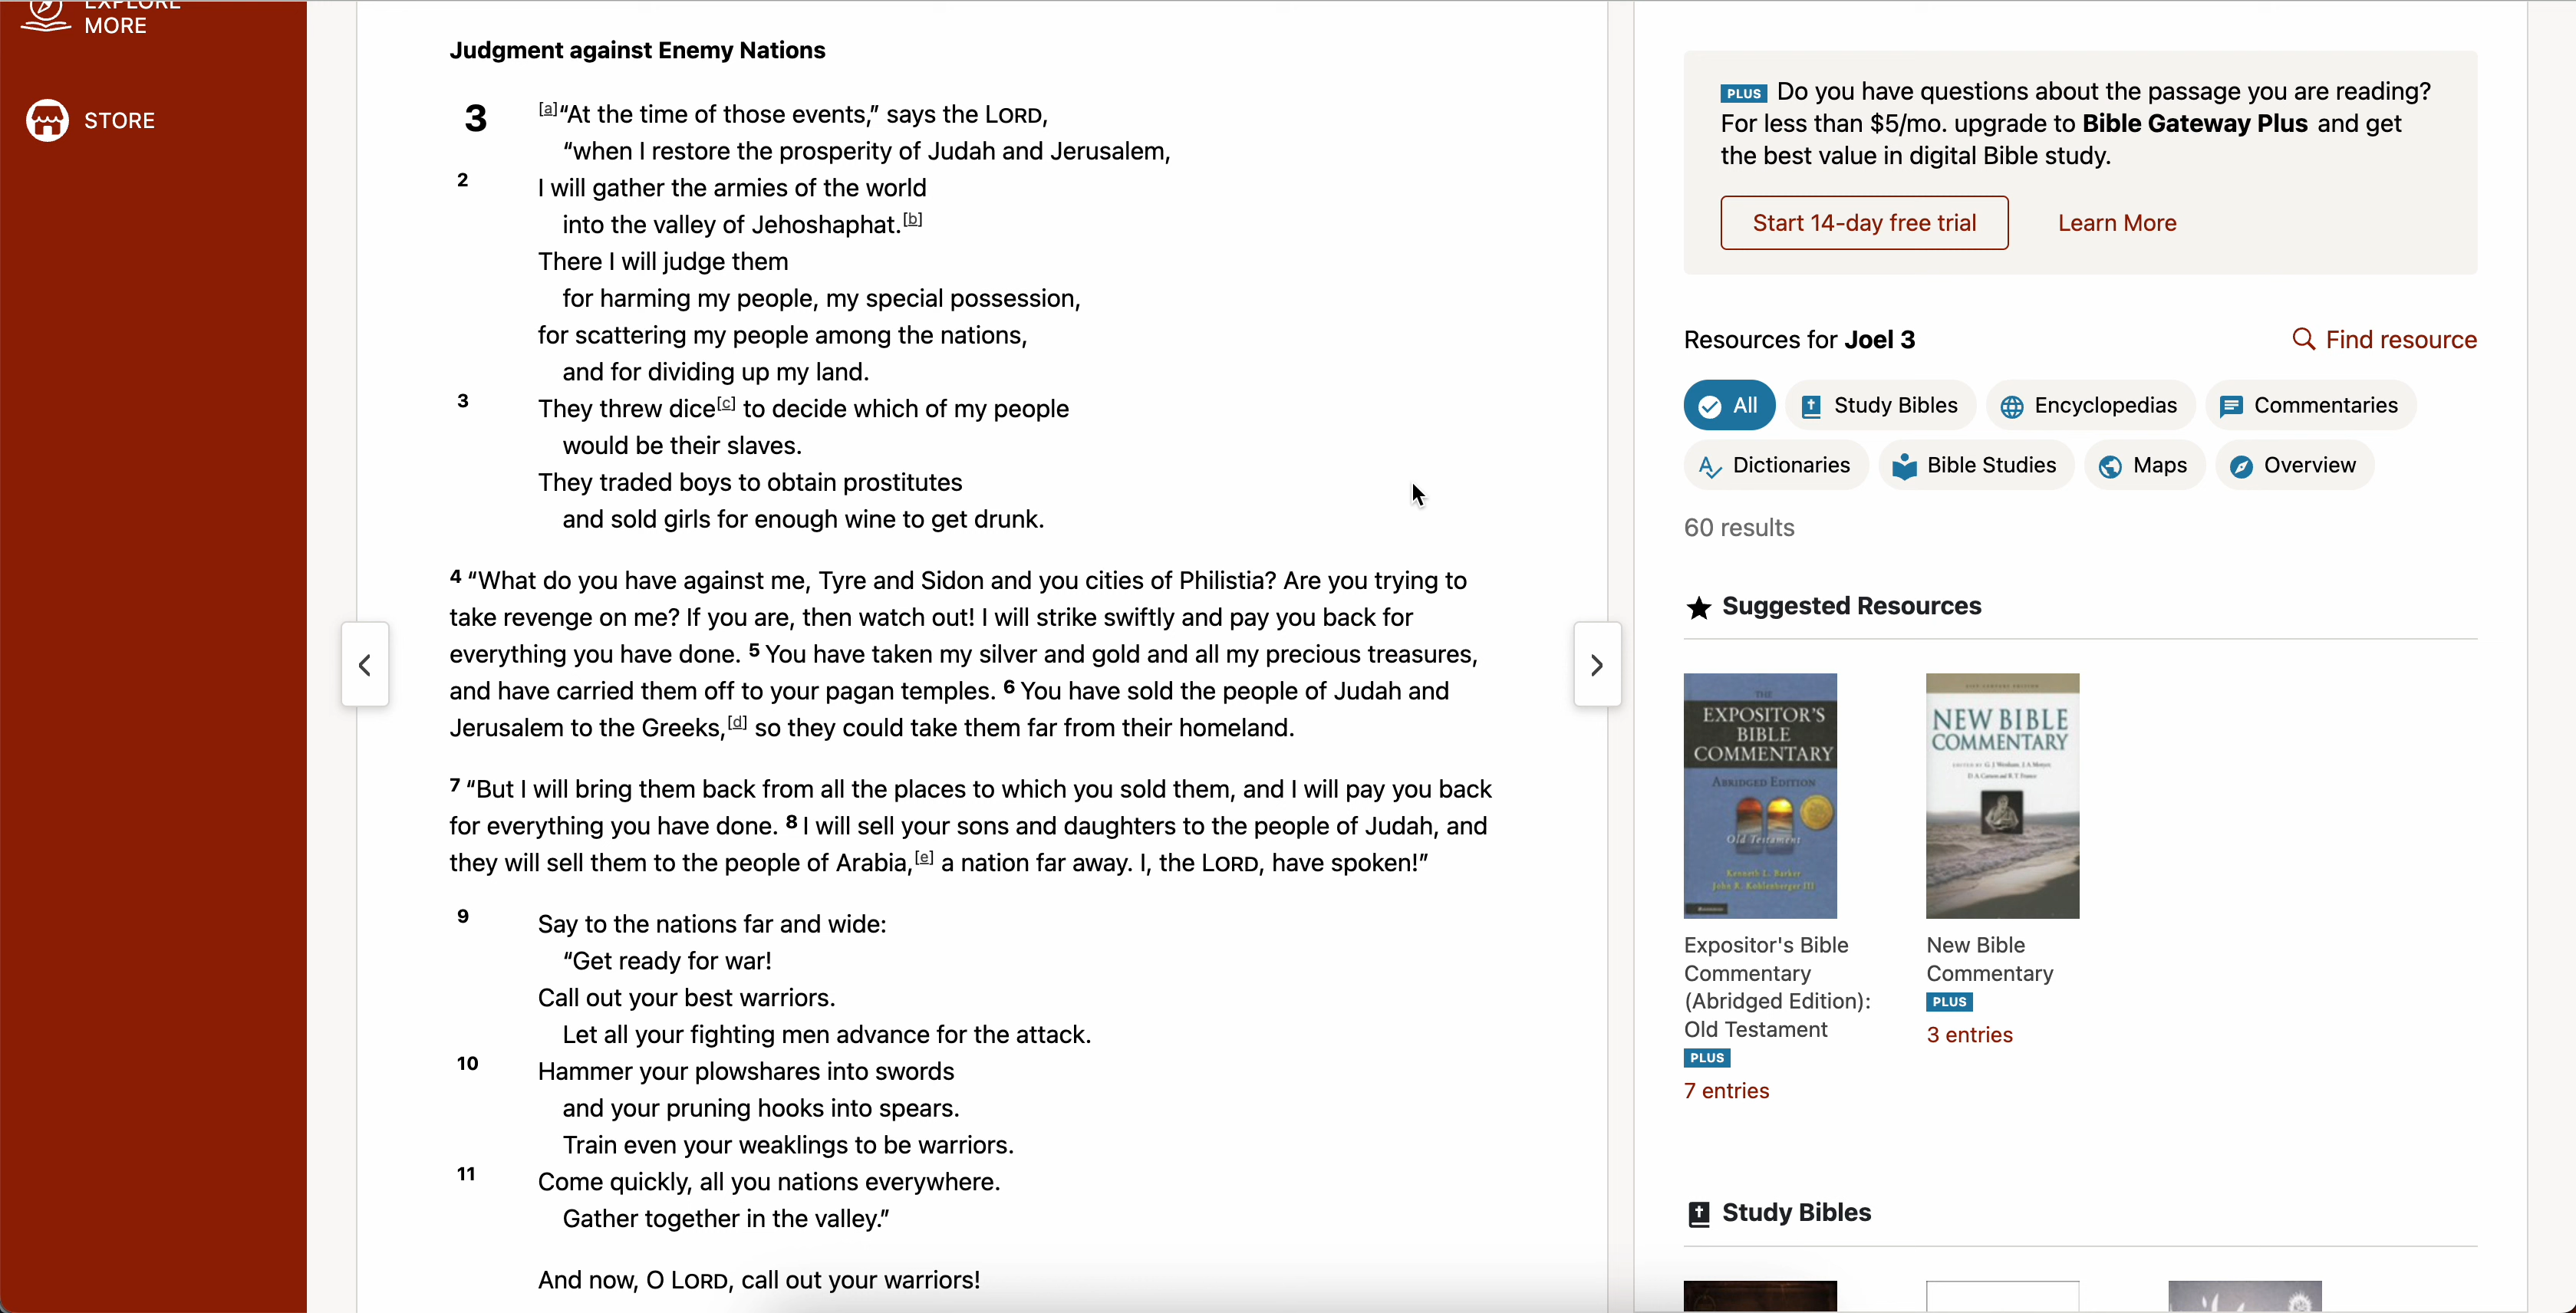 EXPLORE
MORE
STORE
Judgment against Enemy Nations
3 [a]“At the time of those events,” says the LORD,
“when I restore the prosperity of Judah and Jerusalem,
2 I will gather the armies of the world
into the valley of Jehoshaphat.[b]
There I will judge them
for harming my people, my special possession,
for scattering my people among the nations,
and for dividing up my land.
3 They threw dice[c] to decide which of my people
would be their slaves.
They traded boys to obtain prostitutes
and sold girls for enough wine to get drunk.
4 “What do you have against me, Tyre and Sidon and you cities of Philistia? Are you trying to
take revenge on me? If you are, then watch out! I will strike swiftly and pay you back for
everything you have done. 5 You have taken my silver and gold and all my precious treasures,
and have carried them off to your pagan temples. 6 You have sold the people of Judah and
Jerusalem to the Greeks,[d] so they could take them far from their homeland.
7 “But I will bring them back from all the places to which you sold them, and I will pay you back
for everything you have done. 8 I will sell your sons and daughters to the people of Judah, and
they will sell them to the people of Arabia,[e] a nation far away. I, the LORD, have spoken!”
9 Say to the nations far and wide:
“Get ready for war!
Call out your best warriors.
Let all your fighting men advance for the attack.
10 Hammer your plowshares into swords
and your pruning hooks into spears.
Train even your weaklings to be warriors.
11 Come quickly, all you nations everywhere.
Gather together in the valley.”
And now, O LORD, call out your warriors!
PLUS Do you have questions about the passage you are reading?
For less than $5/mo. upgrade to Bible Gateway Plus and get
the best value in digital Bible study.
Start 14-day free trial Learn More
Resources for Joel 3 Find resource
All Study Bibles Encyclopedias Commentaries
Dictionaries Bible Studies Maps Overview
60 results
Suggested Resources
THE
EXPOSITOR'S
BIBLE
COMMENTARY
ABRIDGED EDITION
Old Testament
Kenneth L. Barker
John R. Kohlenberger III
NEW BIBLE
COMMENTARY
Expositor's Bible
Commentary
(Abridged Edition):
Old Testament
PLUS
7 entries
New Bible
Commentary
PLUS
3 entries
Study Bibles